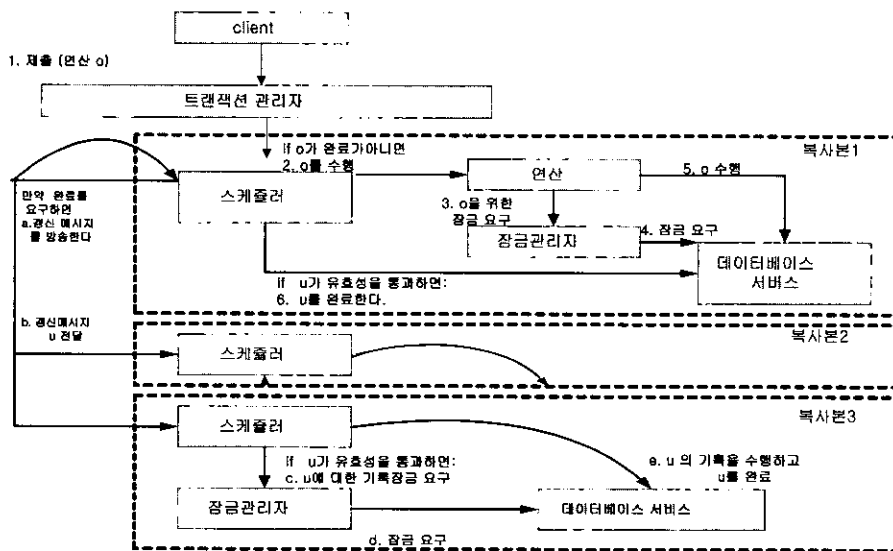 client
1. 제출 (연산 o)
트랜잭션 관리자
복사본1
if o가 완료가아니면
2. o를 수행
연산
5. o 수행
스케쥴러
만약 완료를
요구하면
a.갱신 메시지
를 방송한다
3. o을 위한
잠금 요구
잠금관리자
4. 잠금 요구
데이터베이스
서버스
if u가 유효성을 통과하면:
6. u를 완료한다.
b. 갱신메시지
u 전달
복사본2
스케쥴러
복사본3
스케쥴러
if u가 유효성을 통과하면:
c. u에 대한 기록잠금 요구
e. u 의 기록을 수행하고
u를 완료
잠금관리자
데이터베이스 서비스
d. 잠금 요구